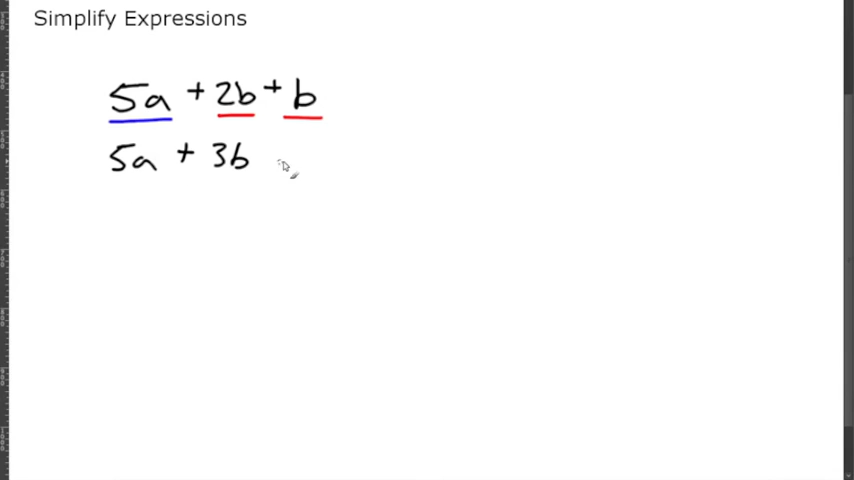 Simplify Expressions
5a + 2b + b
5a + 3b